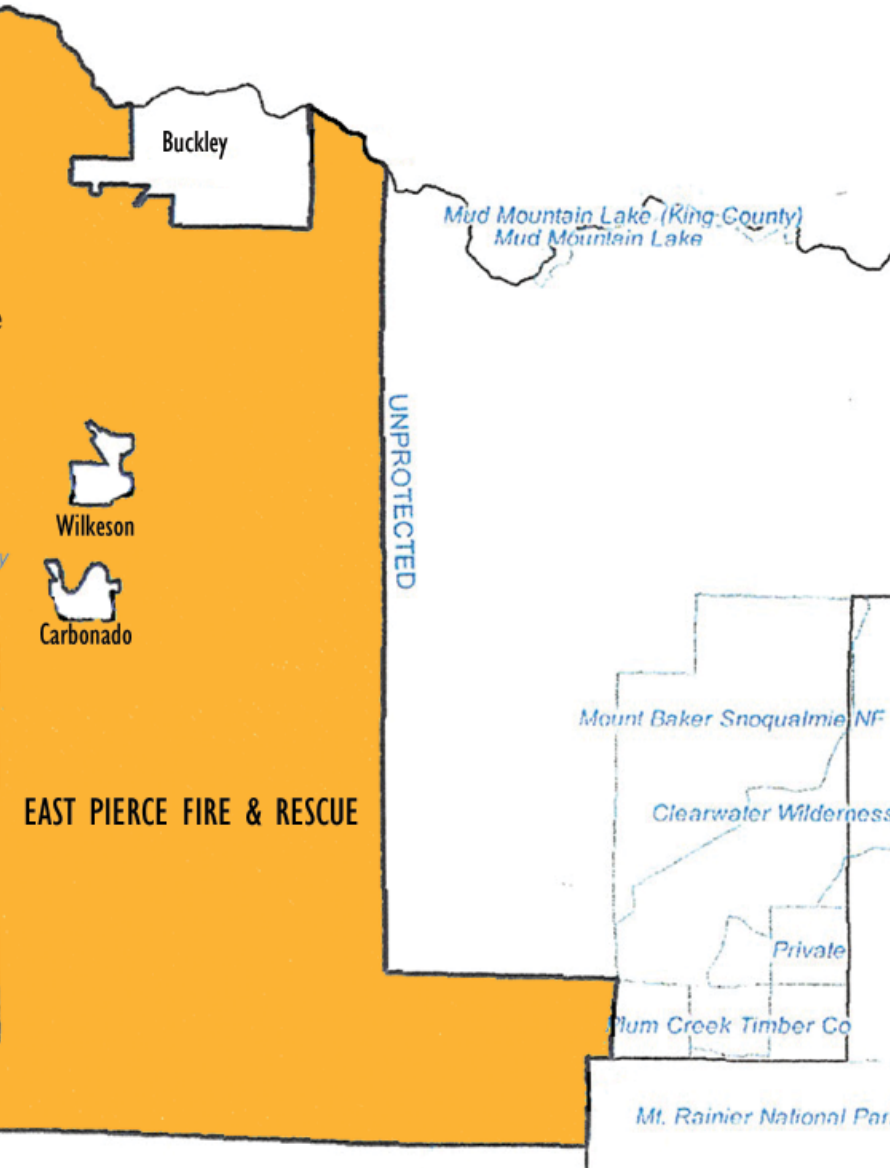 Buckley
Mud Mountain Lake (King County)
Mud Mountain Lake
UNPROTECTED
Wilkeson
Carbonado
Mount Baker Snoqualmie NF
EAST PIERCE FIRE & RESCUE
Clearwater Wilderness
Private
Plum Creek Timber Co
Mt. Rainier National Par